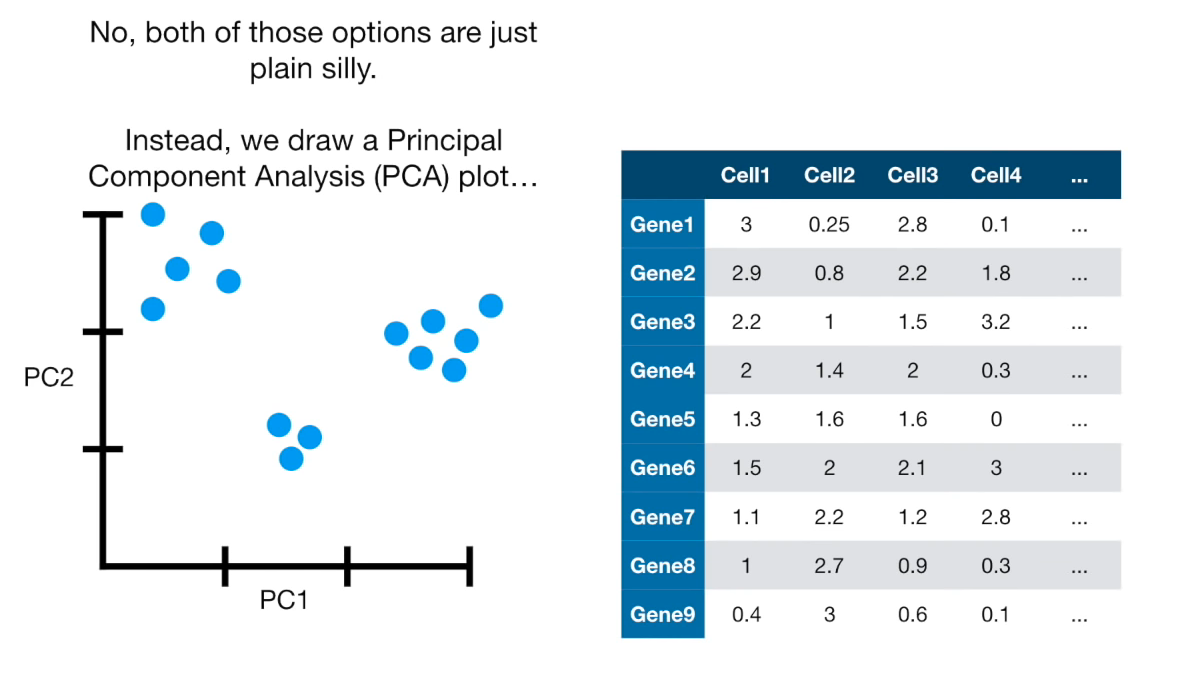 No, both of those options are just
plain silly.
Instead, we draw a Principal
Component Analysis (PCA) plot…
PC2
PC1
Cell1 Cell2 Cell3 Cell4 ...
Gene1 3 0.25 2.8 0.1 ...
Gene2 2.9 0.8 2.2 1.8 ...
Gene3 2.2 1 1.5 3.2 ...
Gene4 2 1.4 2 0.3 ...
Gene5 1.3 1.6 1.6 0 ...
Gene6 1.5 2 2.1 3 ...
Gene7 1.1 2.2 1.2 2.8 ...
Gene8 1 2.7 0.9 0.3 ...
Gene9 0.4 3 0.6 0.1 ...